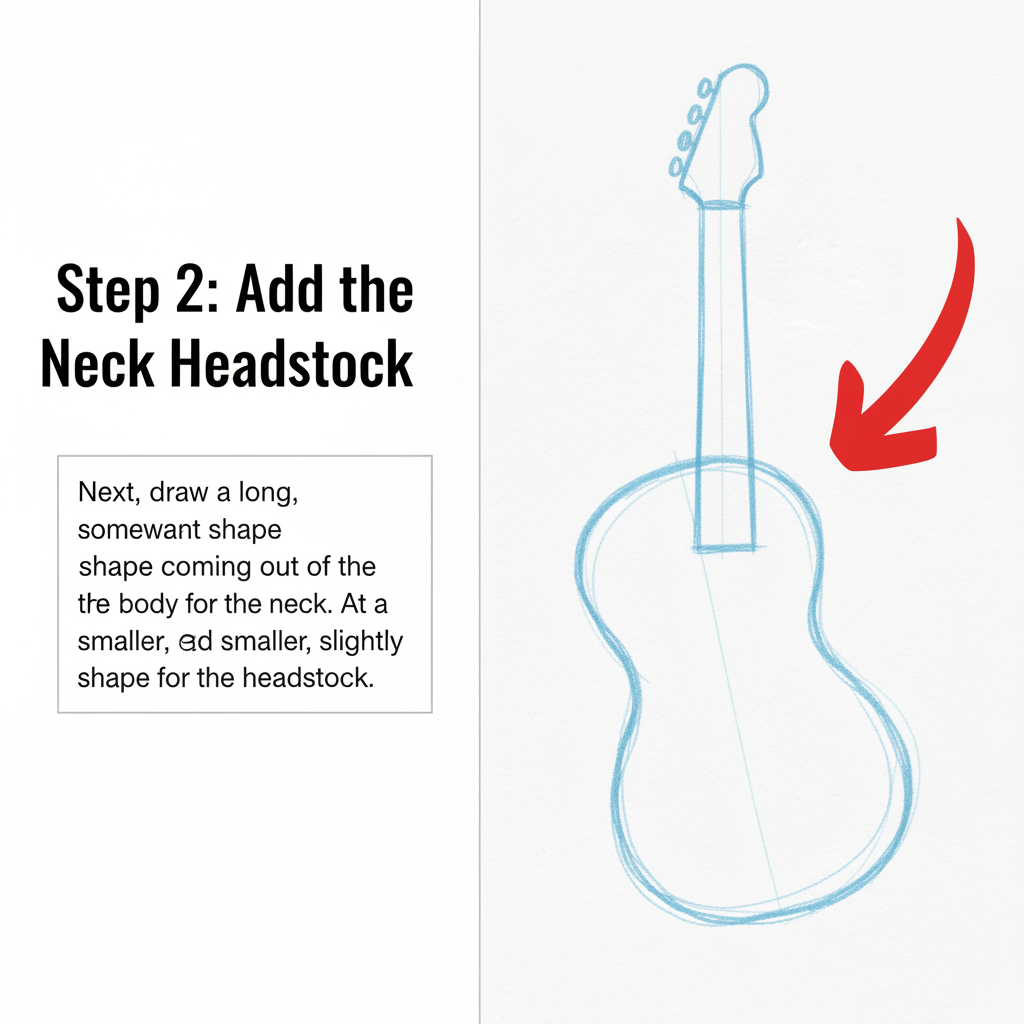 Step 2: Add the
Neck Headstock
Next, draw a long,
somewant shape
shape coming out of the
the body for the neck. At a
smaller, smaller, slightly
shape for the headstock.